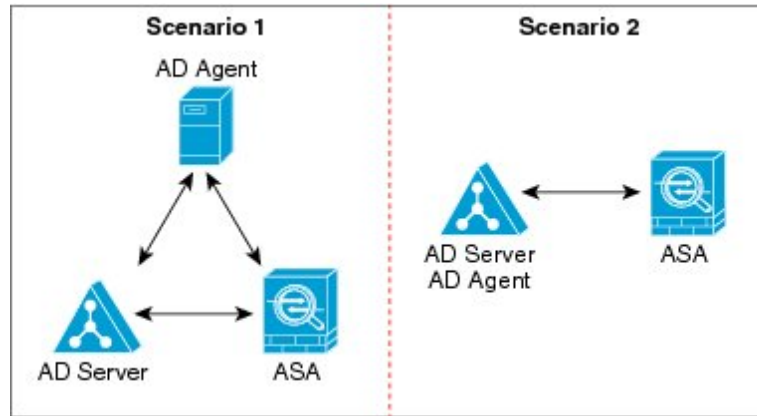 Scenario 1
AD Agent
AD Server
ASA
Scenario 2
AD Server
AD Agent
ASA